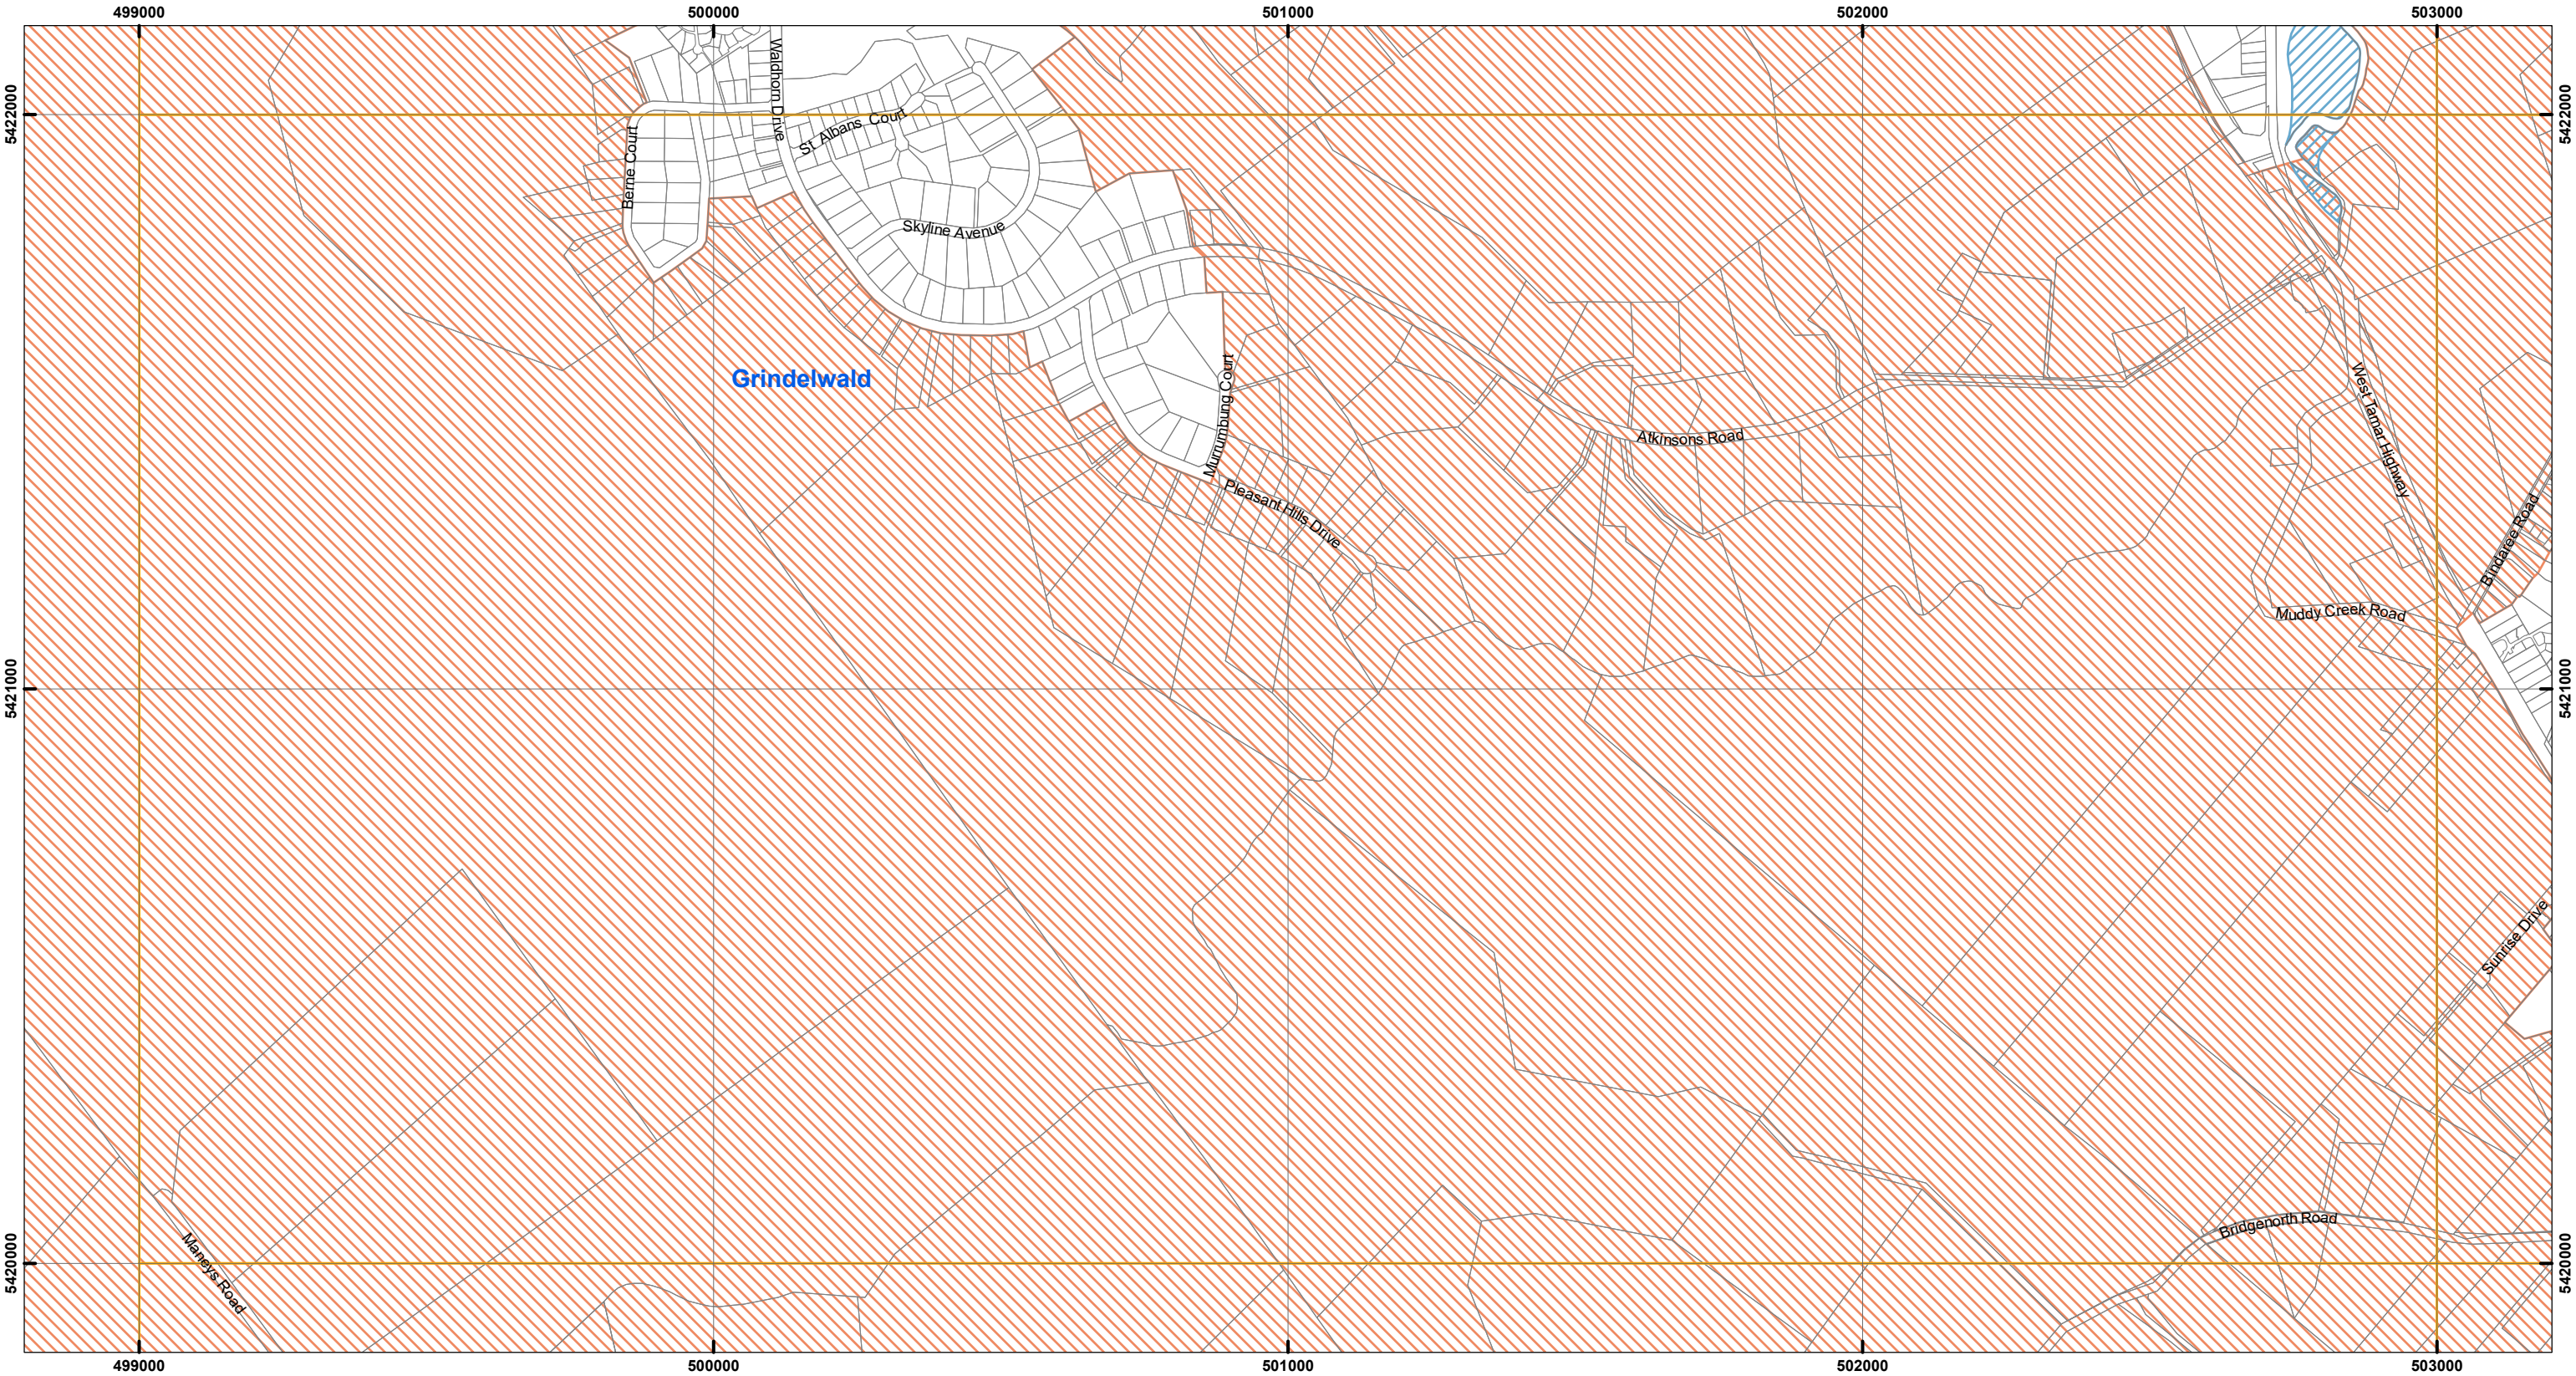 499000
500000
501000
502000
503000
5422000
5422000
Waldhorn Drive
St. Albans Court
Berne Court
Skyline Avenue
Grindelwald
Murrumbung Court
Atkinsons Road
West Tamar Highway
Pleasant Hills Drive
Bindaree Road
Muddy Creek Road
5421000
5421000
Sunrise Drive
Bridgenorth Road
5420000
5420000
Maneys Road
499000
500000
501000
502000
503000